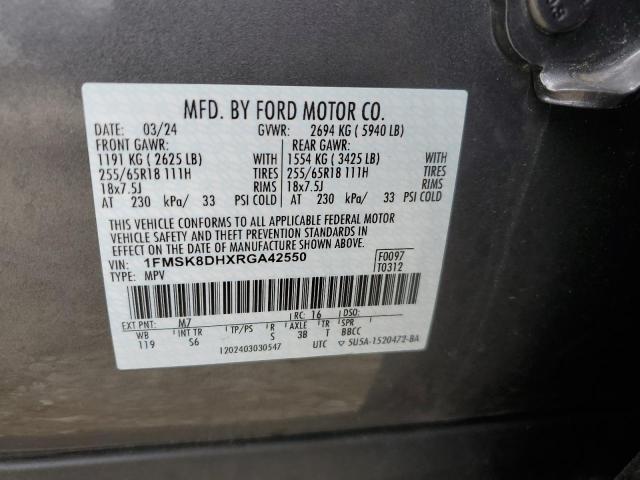 MFD. BY FORD MOTOR CO.
DATE: 03/24 GVWR: 2694 KG ( 5940 LB)
FRONT GAWR: REAR GAWR:
1191 KG ( 2625 LB) WITH 1554 KG ( 3425 LB) WITH
255/65R18 111H TIRES 255/65R18 111H TIRES
18x7.5J RIMS 18x7.5J RIMS
AT 230 kPa/ 33 PSI COLD AT 230 kPa/ 33 PSI COLD
THIS VEHICLE CONFORMS TO ALL APPLICABLE FEDERAL MOTOR
VEHICLE SAFETY AND THEFT PREVENTION STANDARDS IN
EFFECT ON THE DATE OF MANUFACTURE SHOWN ABOVE.
VIN: 1FMSK8DHXRGA42550 F0097
TYPE: MPV T0312
EXT PNT: M7 RC: 16
WB INT TR TP/PS R AXLE TR SPR
119 S6 S 3B T BBCC
1202403030547 UTC ▽ SU5A-1520472-BA